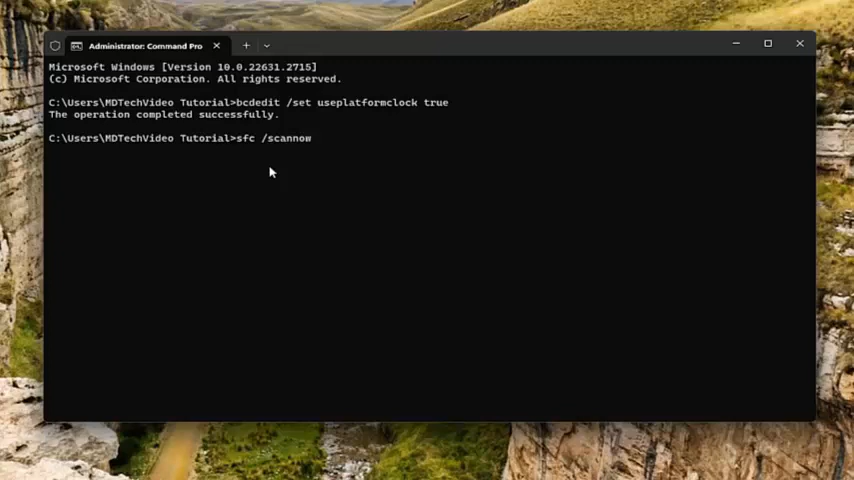 Administrator: Command Pro
Microsoft Windows [Version 10.0.22631.2715]
(c) Microsoft Corporation. All rights reserved.
C:\Users\MDTechVideo Tutorial>bcdedit /set useplatformclock true
The operation completed successfully.
C:\Users\MDTechVideo Tutorial>sfc /scannow